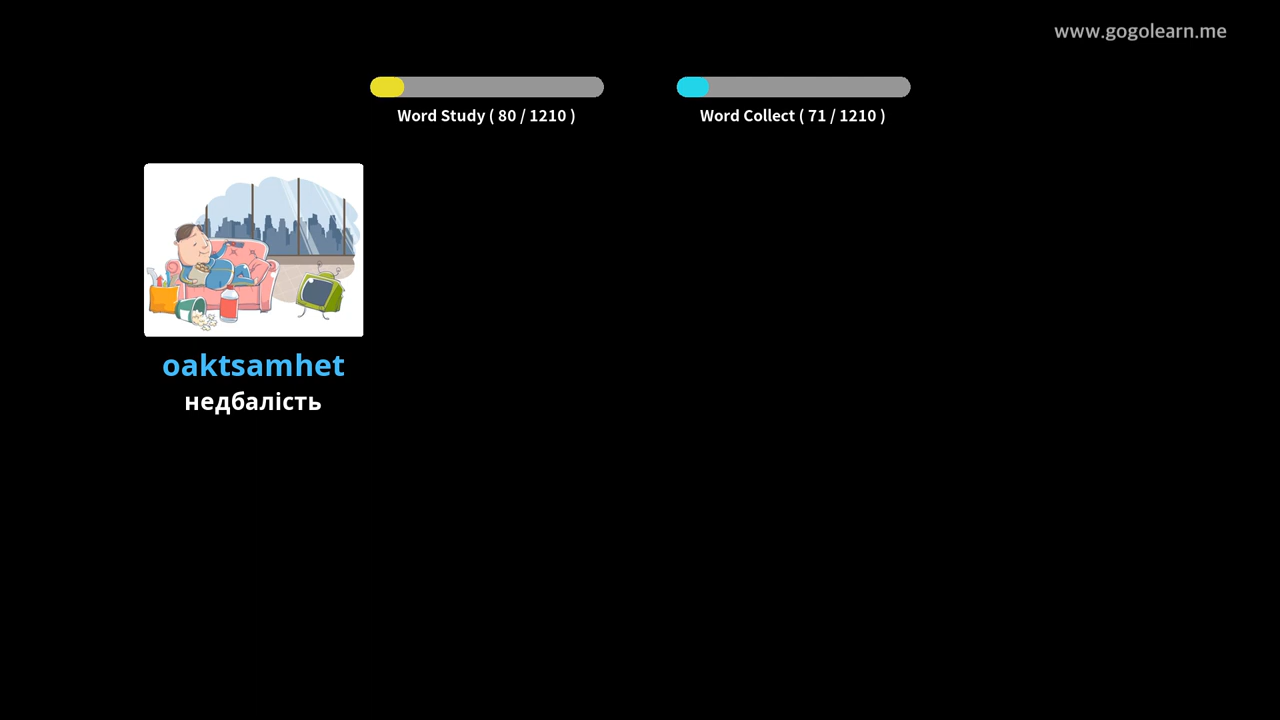 www.gogolearn.me
Word Study ( 80 / 1210 )
Word Collect ( 71 / 1210 )
oaktsamhet
недбалість